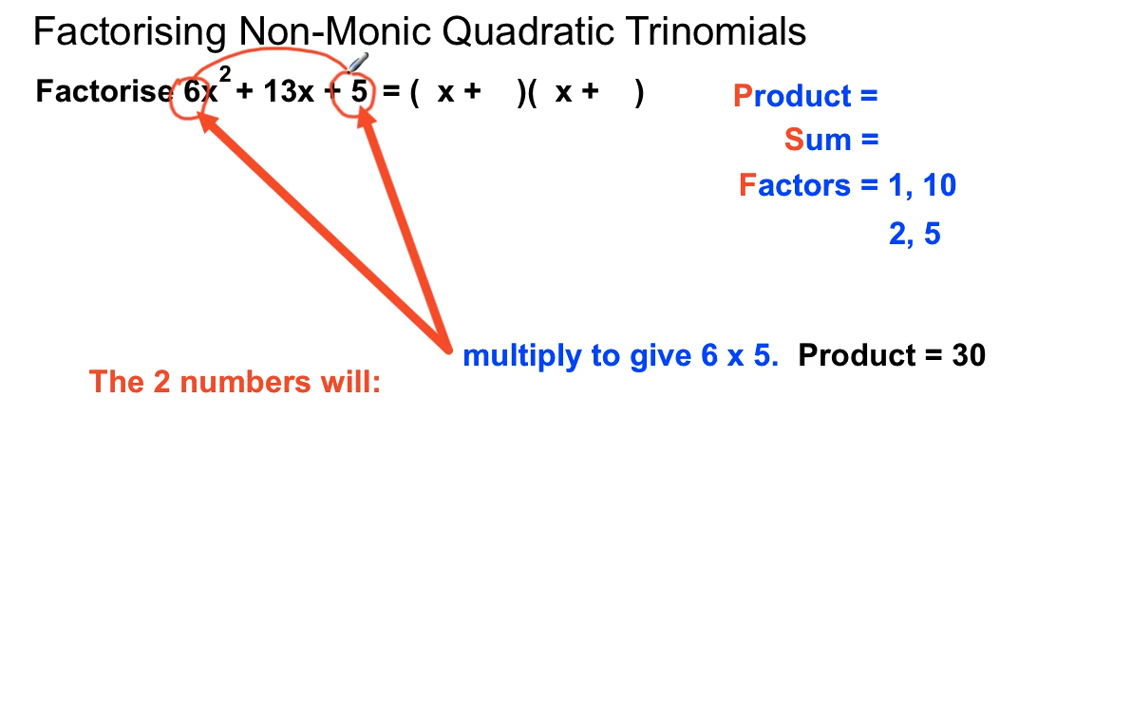 Factorising Non-Monic Quadratic Trinomials
Factorise 6x² + 13x + 5 = (  x +   )(  x +   )
Product =
Sum =
Factors = 1, 10
2, 5
multiply to give 6 x 5.  Product = 30
The 2 numbers will: